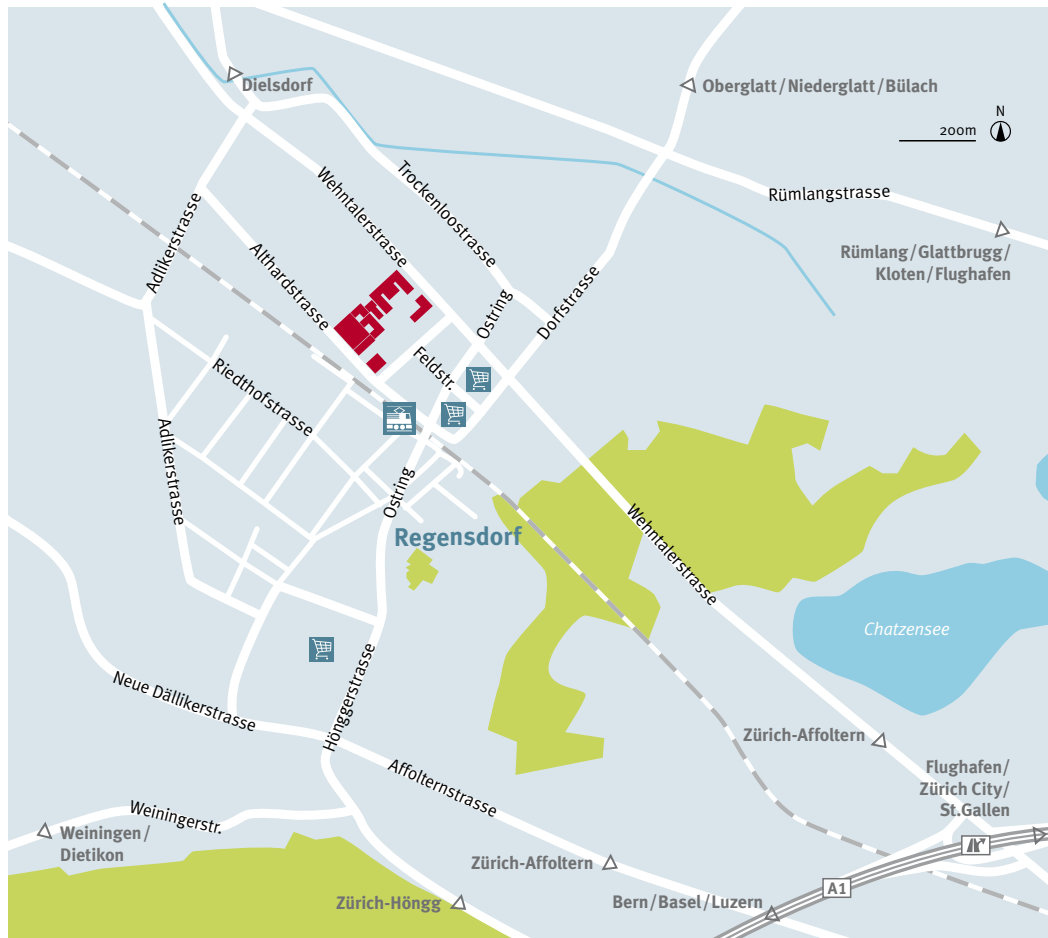 Dielsdorf
Oberglatt/Niederglatt/Bülach
N
200m
Wehntalerstrasse
Trockenloostrasse
Rümlangstrasse
Adlikerstrasse
Althardstrasse
Rümlang/Glattbrugg/
Kloten/Flughafen
Ostring
Dorfstrasse
Feldstr.
Riedthofstrasse
Adlikerstrasse
Ostring
Regensdorf
Wehntalerstrasse
Chatzensee
Neue Dällikerstrasse
Hönggerstrasse
Zürich-Affoltern
Flughafen/
Zürich City/
St.Gallen
Affolternstrasse
Weiningerstr.
Weiningen/
Dietikon
Zürich-Affoltern
A1
Zürich-Höngg
Bern/Basel/Luzern